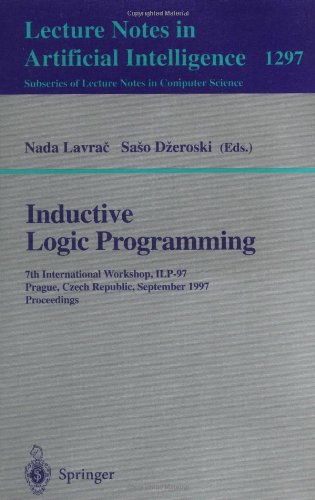 Lecture Notes in
Artificial Intelligence 1297
Subseries of Lecture Notes in Computer Science
Nada Lavrač Sašo Džeroski (Eds.)
Inductive
Logic Programming
7th International Workshop, ILP-97
Prague, Czech Republic, September 1997
Proceedings
Springer